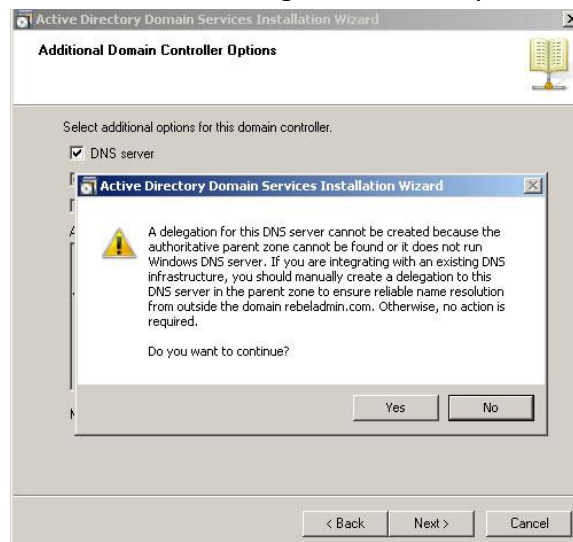 Active Directory Domain Services Installation Wizard
Additional Domain Controller Options
Select additional options for this domain controller.
DNS server
Active Directory Domain Services Installation Wizard
A delegation for this DNS server cannot be created because the
authoritative parent zone cannot be found or it does not run
Windows DNS server. If you are integrating with an existing DNS
infrastructure, you should manually create a delegation to this
DNS server in the parent zone to ensure reliable name resolution
from outside the domain rebeladmin.com. Otherwise, no action is
required.
Do you want to continue?
Yes No
< Back Next > Cancel